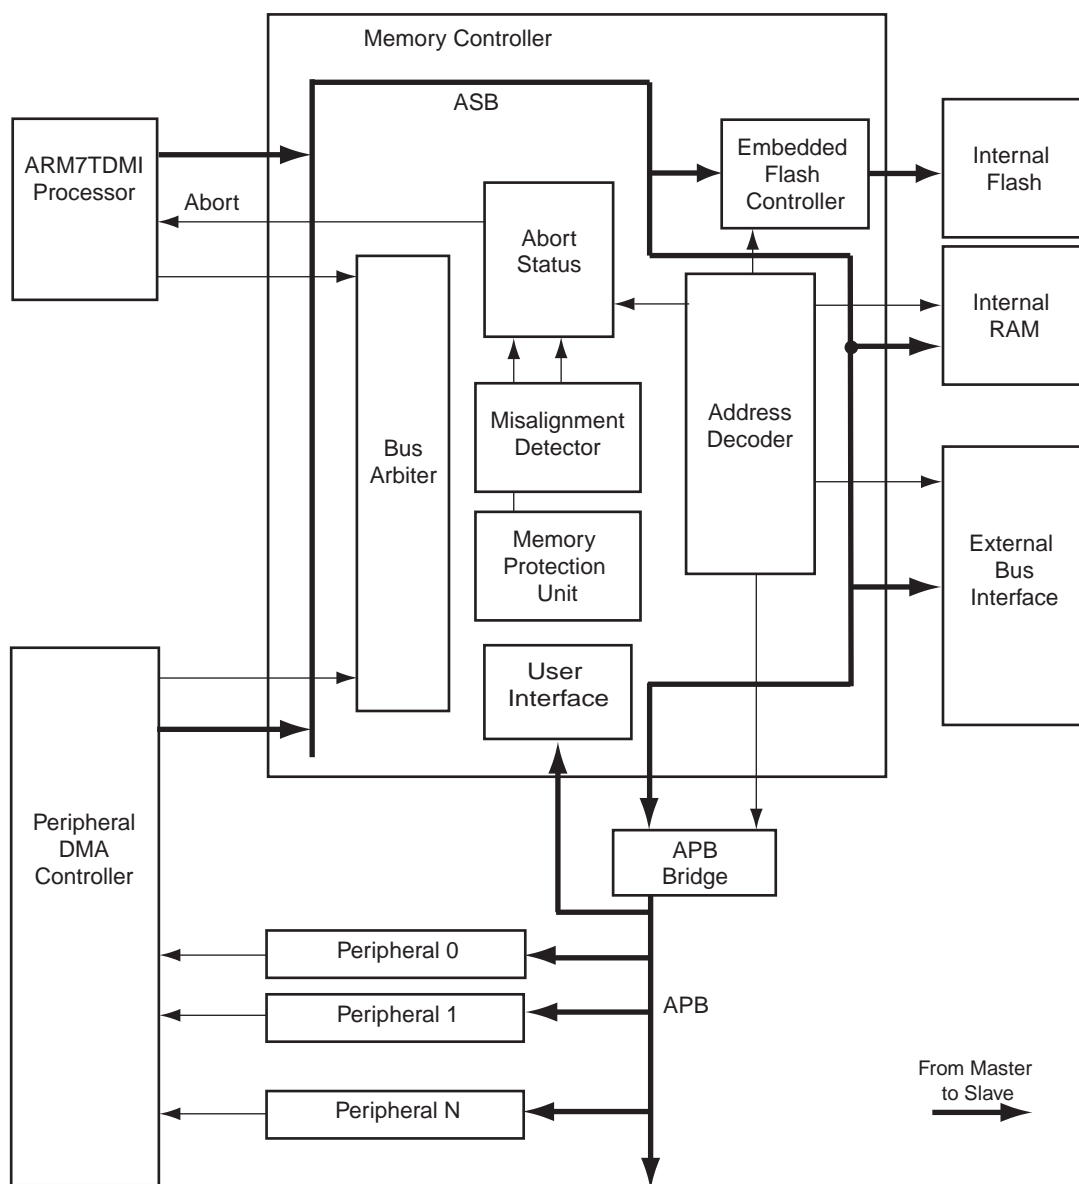 Memory Controller
ASB
ARM7TDMI
Processor
Abort
Embedded
Flash
Controller
Internal
Flash
Abort
Status
Internal
RAM
Misalignment
Detector
Address
Decoder
Bus
Arbiter
Memory
Protection
Unit
External
Bus
Interface
User
Interface
Peripheral
DMA
Controller
APB
Bridge
Peripheral 0
Peripheral 1
APB
Peripheral N
From Master
to Slave